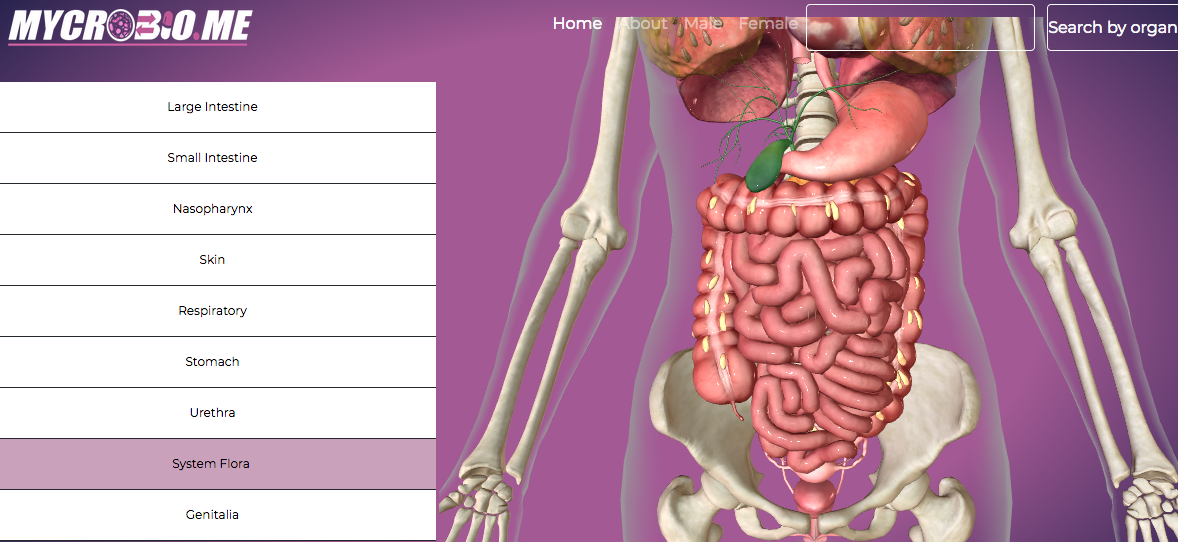 MYCROBIO.ME
Home About Male Female Search by organ
Large Intestine
Small Intestine
Nasopharynx
Skin
Respiratory
Stomach
Urethra
System Flora
Genitalia